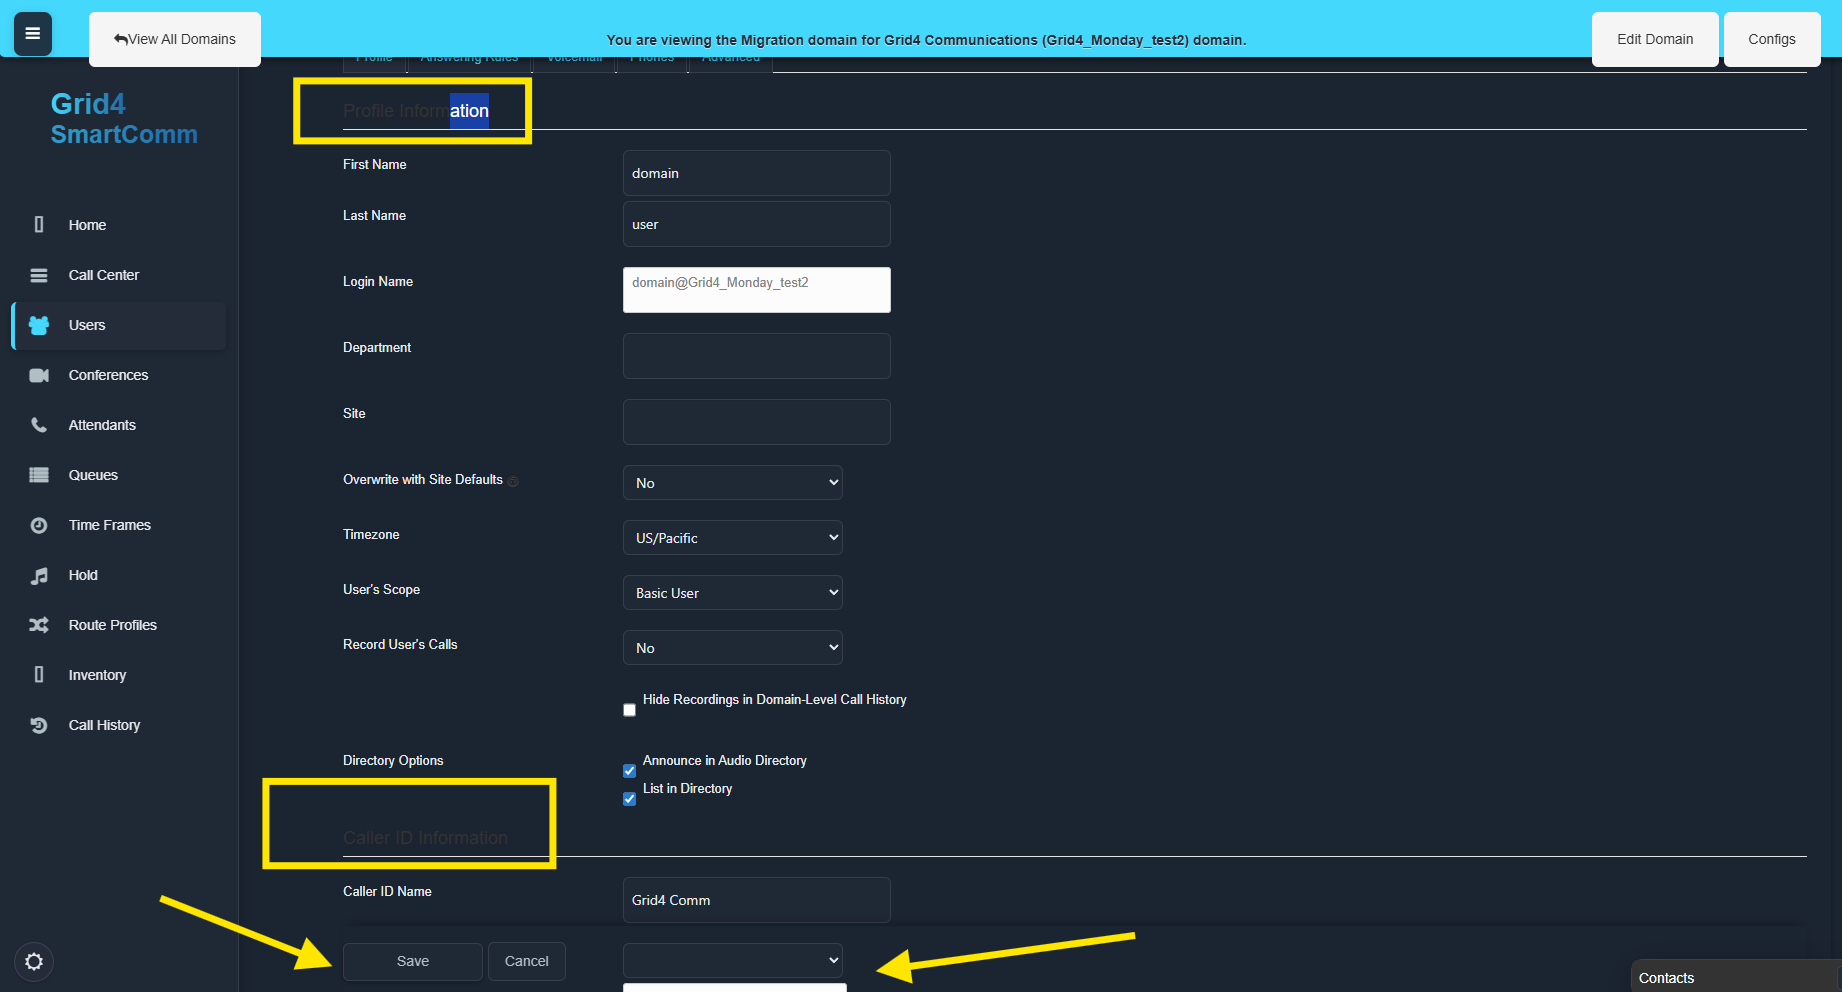 View All Domains
You are viewing the Migration domain for Grid4 Communications (Grid4_Monday_test2) domain.
Edit Domain
Configs
Profile
Answering Rules
Voicemail
Phones
Advanced
Grid4
SmartComm
Home
Call Center
Users
Conferences
Attendants
Queues
Time Frames
Hold
Route Profiles
Inventory
Call History
Profile Information
First Name
domain
Last Name
user
Login Name
domain@Grid4_Monday_test2
Department
Site
Overwrite with Site Defaults
No
Timezone
US/Pacific
User's Scope
Basic User
Record User's Calls
No
Hide Recordings in Domain-Level Call History
Directory Options
Announce in Audio Directory
List in Directory
Caller ID Information
Caller ID Name
Grid4 Comm
Save
Cancel
Contacts